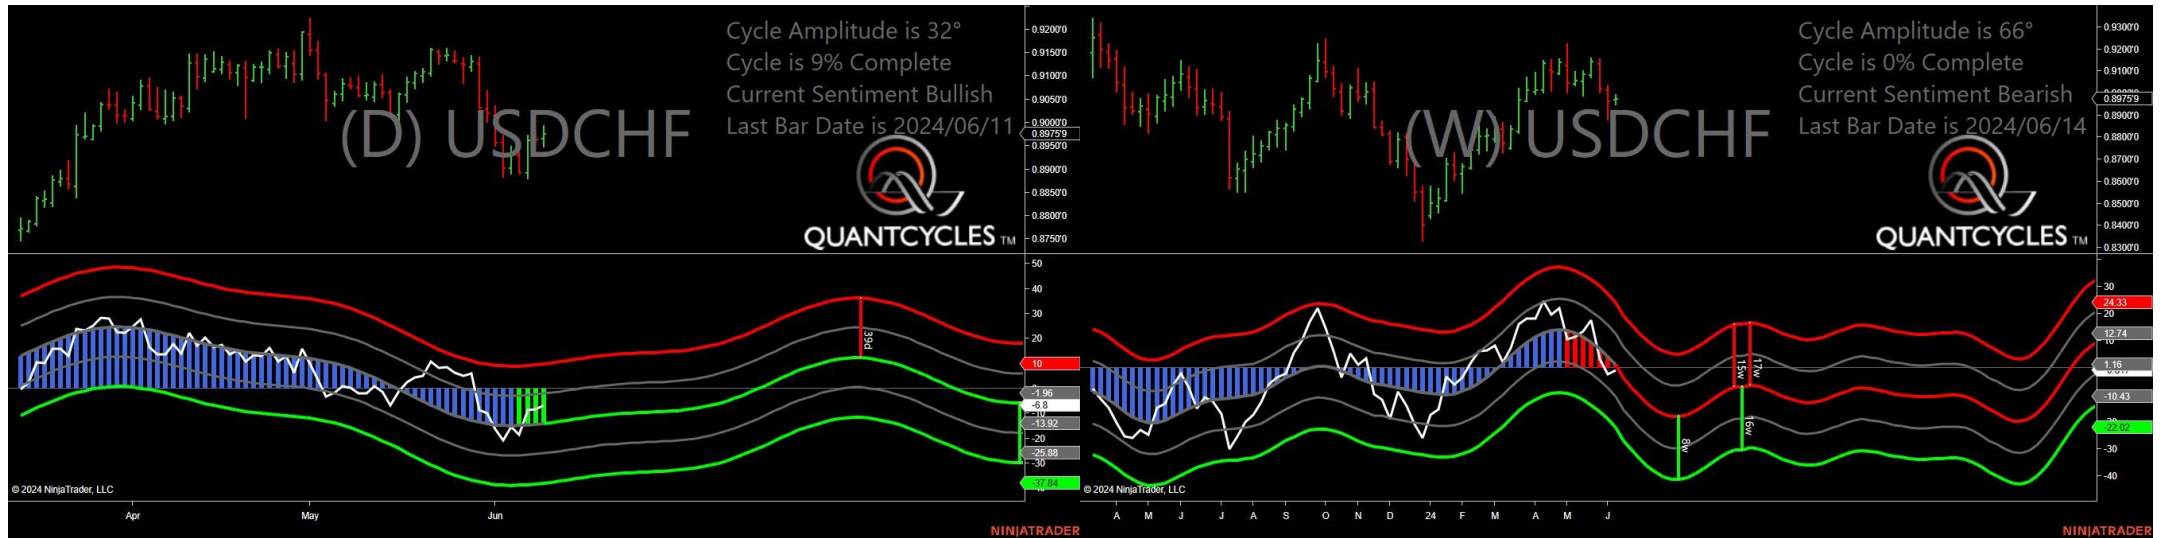 Cycle Amplitude is 32°
Cycle is 9% Complete
Current Sentiment Bullish
Last Bar Date is 2024/06/11
(D) USDCHF
QUANTCYCLES TM
0.9200'0
0.9150'0
0.9100'0
0.9050'0
0.9000'0
0.8975'9
0.8950'0
0.8900'0
0.8850'0
0.8800'0
0.8750'0
50
40
30
20
10
-1.96
-6.8
-10
-13.92
-20
-25.88
-30
-37.84
39d
© 2024 NinjaTrader, LLC
Apr
May
Jun
NINJATRADER
Cycle Amplitude is 66°
Cycle is 0% Complete
Current Sentiment Bearish
Last Bar Date is 2024/06/14
(W) USDCHF
QUANTCYCLES TM
0.9300'0
0.9200'0
0.9100'0
0.8975'9
0.8900'0
0.8800'0
0.8700'0
0.8600'0
0.8500'0
0.8400'0
0.8300'0
30
24.33
20
12.74
10
1.16
-10.43
-22.02
-30
-40
8w
15w
17w
16w
© 2024 NinjaTrader, LLC
A M J J A S O N D 24 F M A M J
NINJATRADER